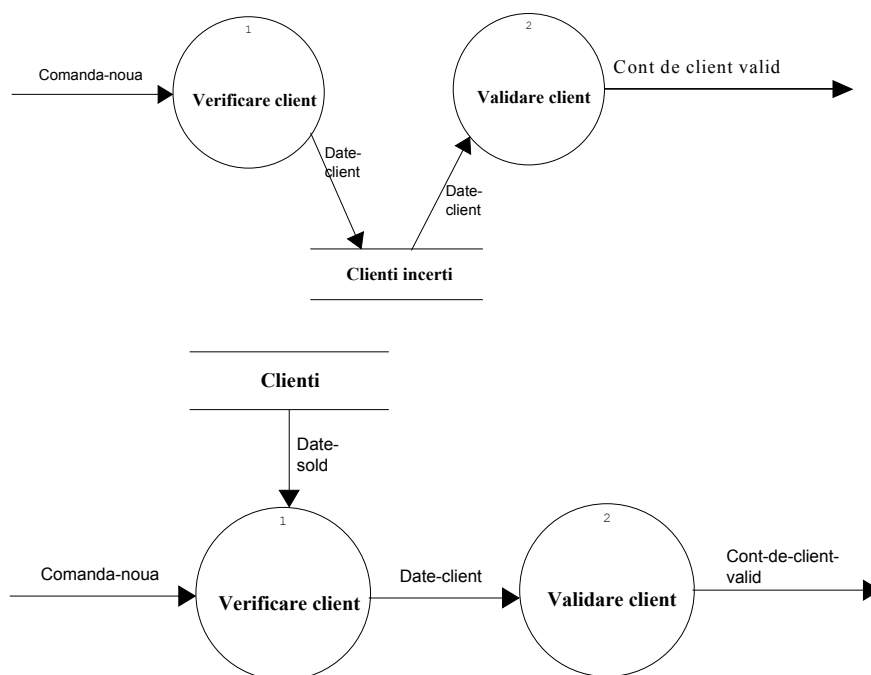 1
2
Comanda-noua
Verificare client
Validare client
Cont de client valid
Date-
client
Date-
client
Clienti incerti
Clienti
Date-
sold
1
2
Comanda-noua
Verificare client
Date-client
Validare client
Cont-de-client-
valid